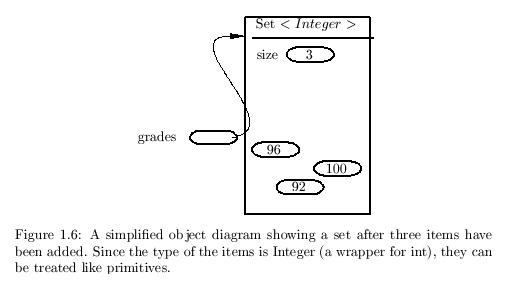 Set < Integer >
size 3
grades
96
100
92
Figure 1.6: A simplified object diagram showing a set after three items have
been added. Since the type of the items is Integer (a wrapper for int), they can
be treated like primitives.